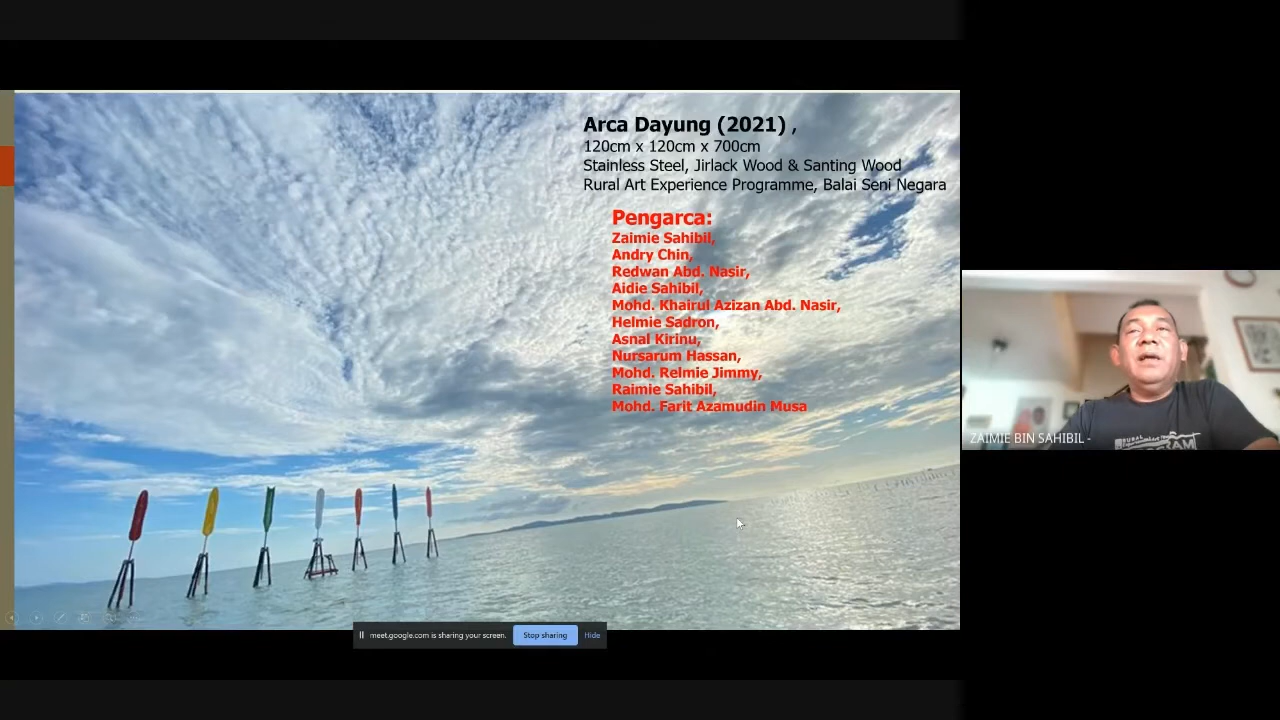 Arca Dayung (2021) ,
120cm x 120cm x 700cm
Stainless Steel, Jirlack Wood & Santing Wood
Rural Art Experience Programme, Balai Seni Negara
Pengarca:
Zaimie Sahibil,
Andry Chin,
Redwan Abd. Nasir,
Aidie Sahibil,
Mohd. Khairul Azizan Abd. Nasir,
Helmie Sadron,
Asnal Kirinu,
Nursarum Hassan,
Mohd. Relmie Jimmy,
Raimie Sahibil,
Mohd. Farit Azamudin Musa
RURAL
ZAIMIE BIN SAHIBIL -
meet.google.com is sharing your screen.
Stop sharing
Hide